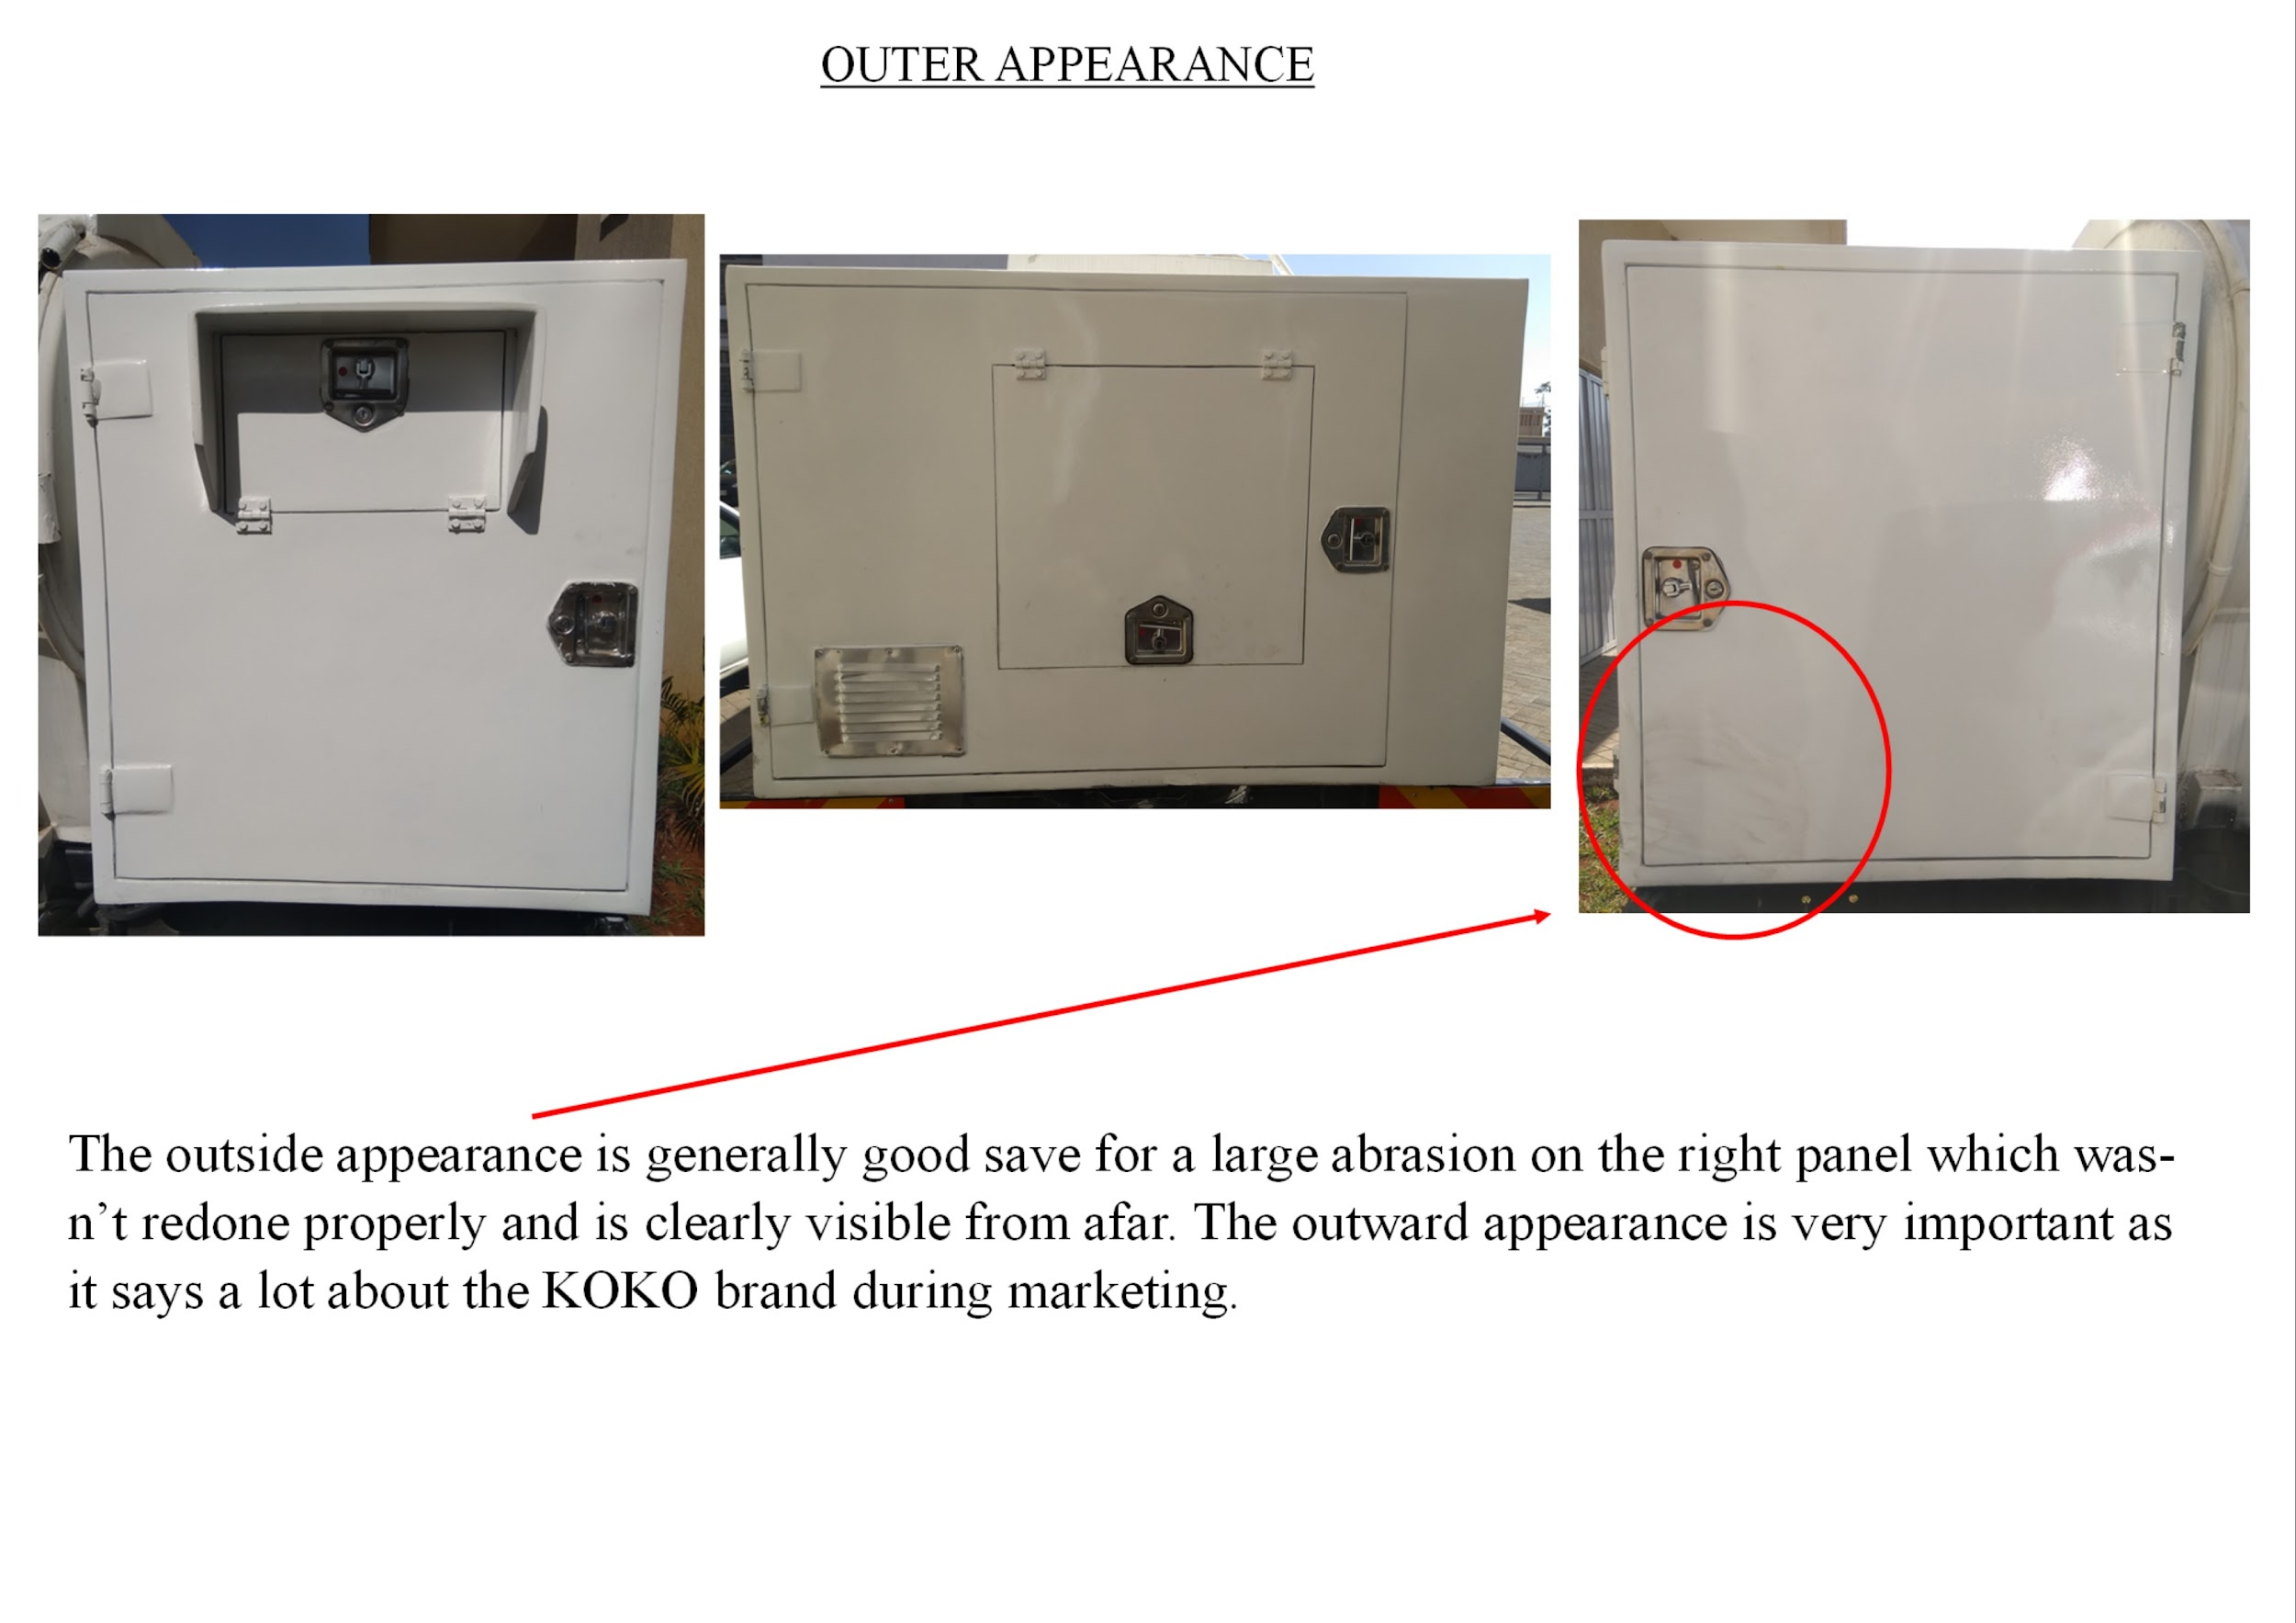 OUTER APPEARANCE
The outside appearance is generally good save for a large abrasion on the right panel which was-
n’t redone properly and is clearly visible from afar. The outward appearance is very important as
it says a lot about the KOKO brand during marketing.